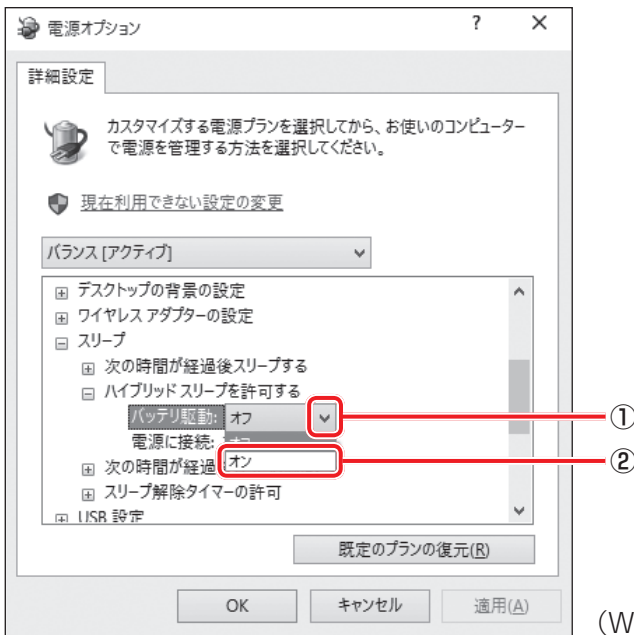 電源オプション ? ×
詳細設定
カスタマイズする電源プランを選択してから、お使いのコンピューター
で電源を管理する方法を選択してください。
現在利用できない設定の変更
バランス [アクティブ]
デスクトップの背景の設定
ワイヤレス アダプターの設定
スリープ
次の時間が経過後スリープする
ハイブリッド スリープを許可する
バッテリ駆動: オフ ①
電源に接続:
オン ②
次の時間が経過
スリープ解除タイマーの許可
USB 設定
既定のプランの復元(R)
OK キャンセル 適用(A)
(W